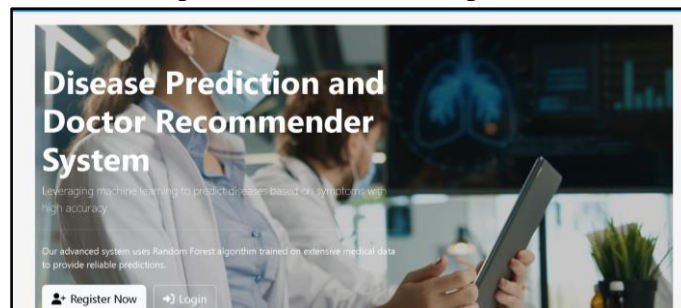 Disease Prediction and
Doctor Recommender
System
Leveraging machine learning to predict diseases based on symptoms with
high accuracy
Our advanced system uses Random Forest algorithm trained on extensive medical data
to provide reliable predictions.
Register Now Login